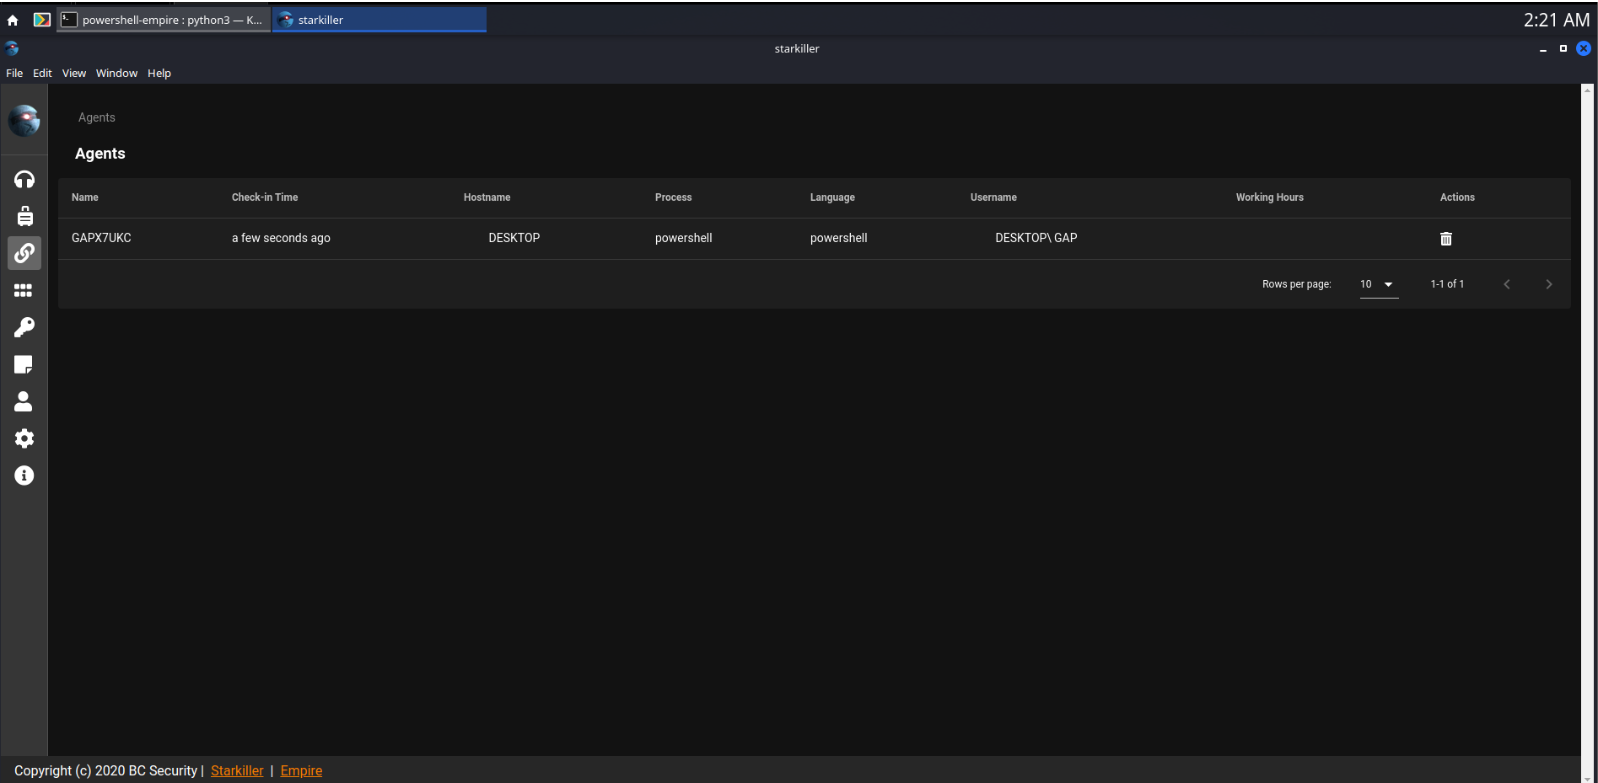 powershell-empire : python3 — K... starkiller 2:21 AM
starkiller
File Edit View Window Help
Agents
Agents
Name Check-in Time Hostname Process Language Username Working Hours Actions
GAPX7UKC a few seconds ago DESKTOP powershell powershell DESKTOP\ GAP
Rows per page: 10 1-1 of 1
Copyright (c) 2020 BC Security | Starkiller | Empire